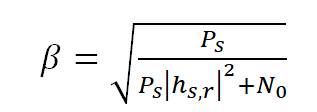 β = √(P_S / (P_S|h_{s,r}|² + N_0))